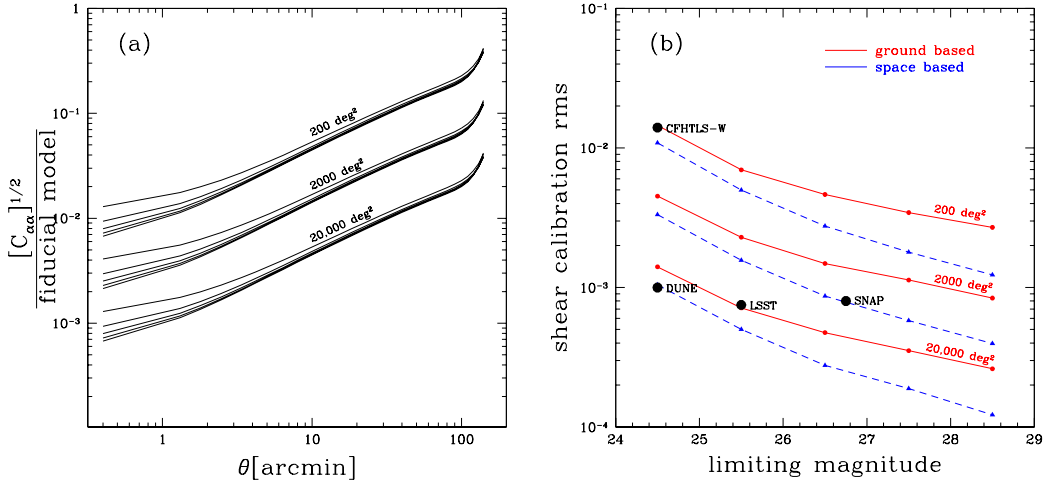 (a)
[C_αα]^1/2
fiducial model
1
10⁻¹
10⁻²
10⁻³
200 deg²
2000 deg²
20,000 deg²
1
10
100
θ[arcmin]
(b)
ground based
space based
shear calibration rms
10⁻¹
10⁻²
10⁻³
10⁻⁴
CFHTLS-W
200 deg²
2000 deg²
DUNE
LSST
SNAP
20,000 deg²
24
25
26
27
28
29
limiting magnitude